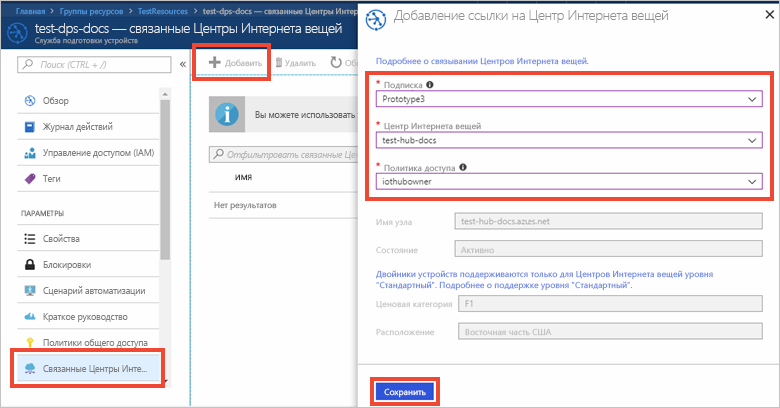 Главная > Группы ресурсов > TestResources > test-dps-docs — связанные Центры Инте
test-dps-docs — связанные Центры Интернета вещей
Служба подготовки устройств
Поиск (CTRL + /)
«
Обзор
Журнал действий
Управление доступом (IAM)
Теги
ПАРАМЕТРЫ
Свойства
Блокировки
Сценарий автоматизации
Краткое руководство
Политики общего доступа
Связанные Центры Инте...
Добавить
Удалить
Об
Вы можете использовать
Отфильтровать связанные Це
имя
Нет результатов
Добавление ссылки на Центр Интернета вещей
Подробнее о связывании Центров Интернета вещей.
* Подписка
Prototype3
* Центр Интернета вещей
test-hub-docs
* Политика доступа
iothubowner
Имя узла
test-hub-docs.azures.net
Состояние
Активно
Двойники устройств поддерживаются только для Центров Интернета вещей уровня
"Стандартный". Подробнее о поддержке уровня "Стандартный".
Ценовая категория
F1
Расположение
Восточная часть США
Сохранить